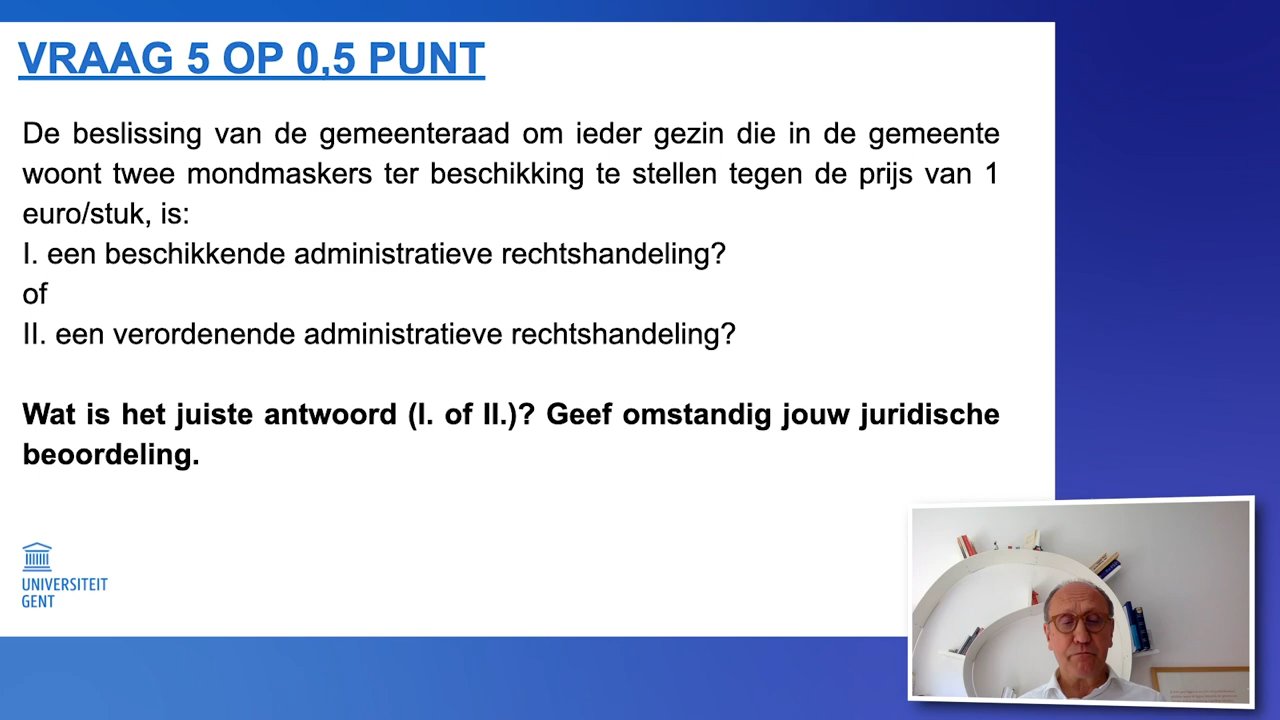 VRAAG 5 OP 0,5 PUNT
De beslissing van de gemeenteraad om ieder gezin die in de gemeente
woont twee mondmaskers ter beschikking te stellen tegen de prijs van 1
euro/stuk, is:
I. een beschikkende administratieve rechtshandeling?
of
II. een verordenende administratieve rechtshandeling?
Wat is het juiste antwoord (I. of II.)? Geef omstandig jouw juridische
beoordeling.
UNIVERSITEIT
GENT